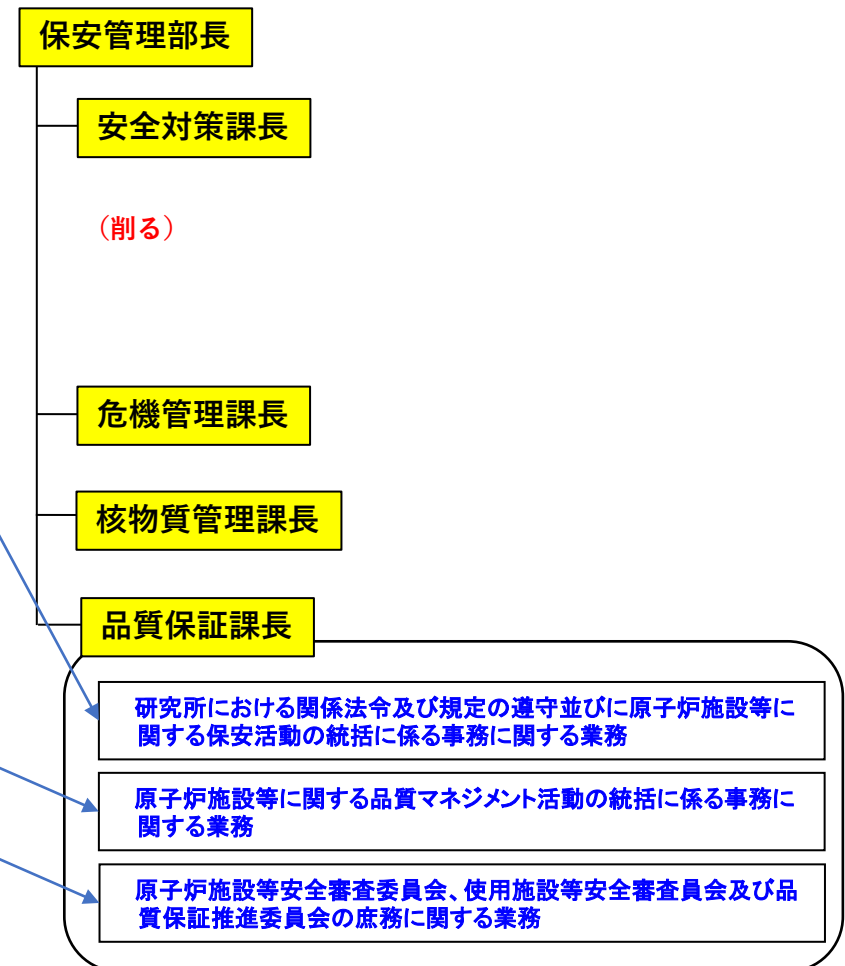 保安管理部長
安全対策課長
（削る）
危機管理課長
核物質管理課長
品質保証課長
研究所における関係法令及び規定の遵守並びに原子炉施設等に
関する保安活動の統括に係る事務に関する業務
原子炉施設等に関する品質マネジメント活動の統括に係る事務に
関する業務
原子炉施設等安全審査委員会、使用施設等安全審査員会及び品
質保証推進委員会の庶務に関する業務